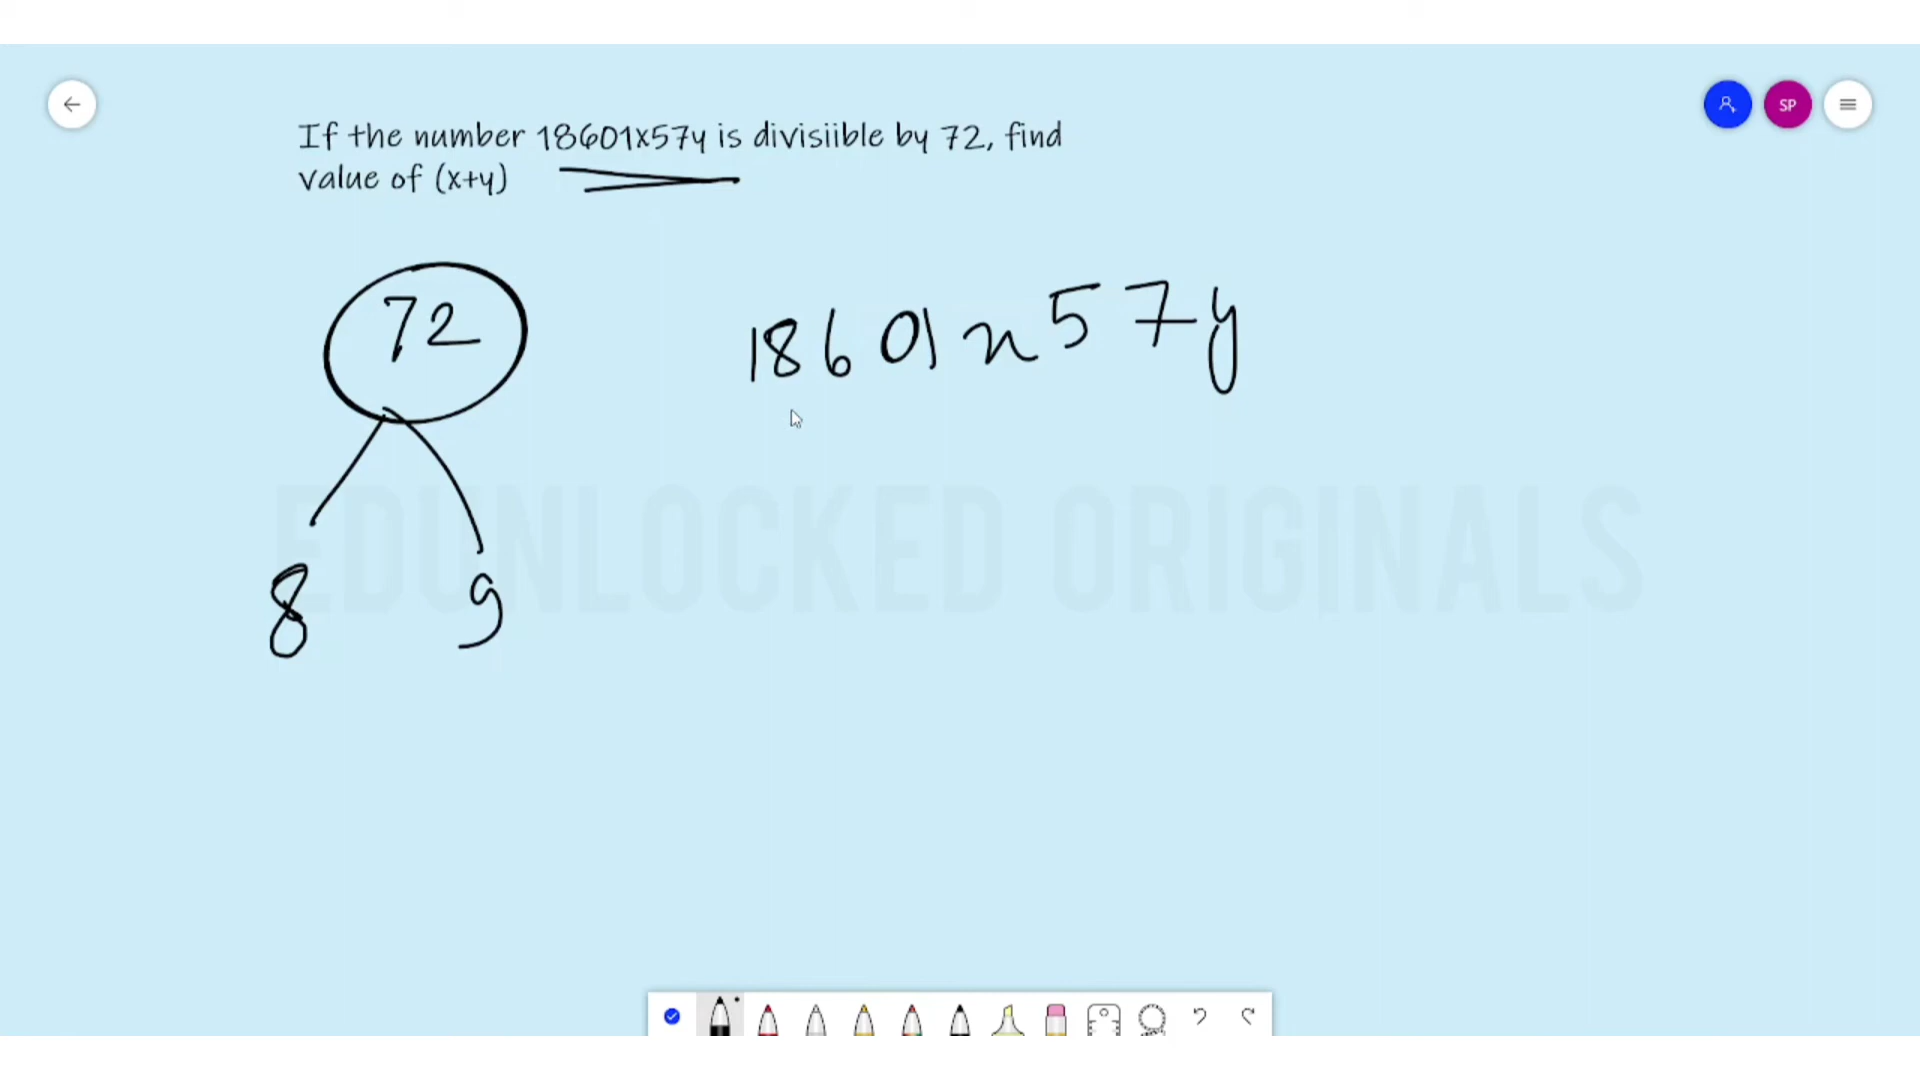 SP
If the number 18601x57y is divisiible by 72, find
value of (x+y)
72
18601x57y
8 9
EDUNLOCKED ORIGINALS